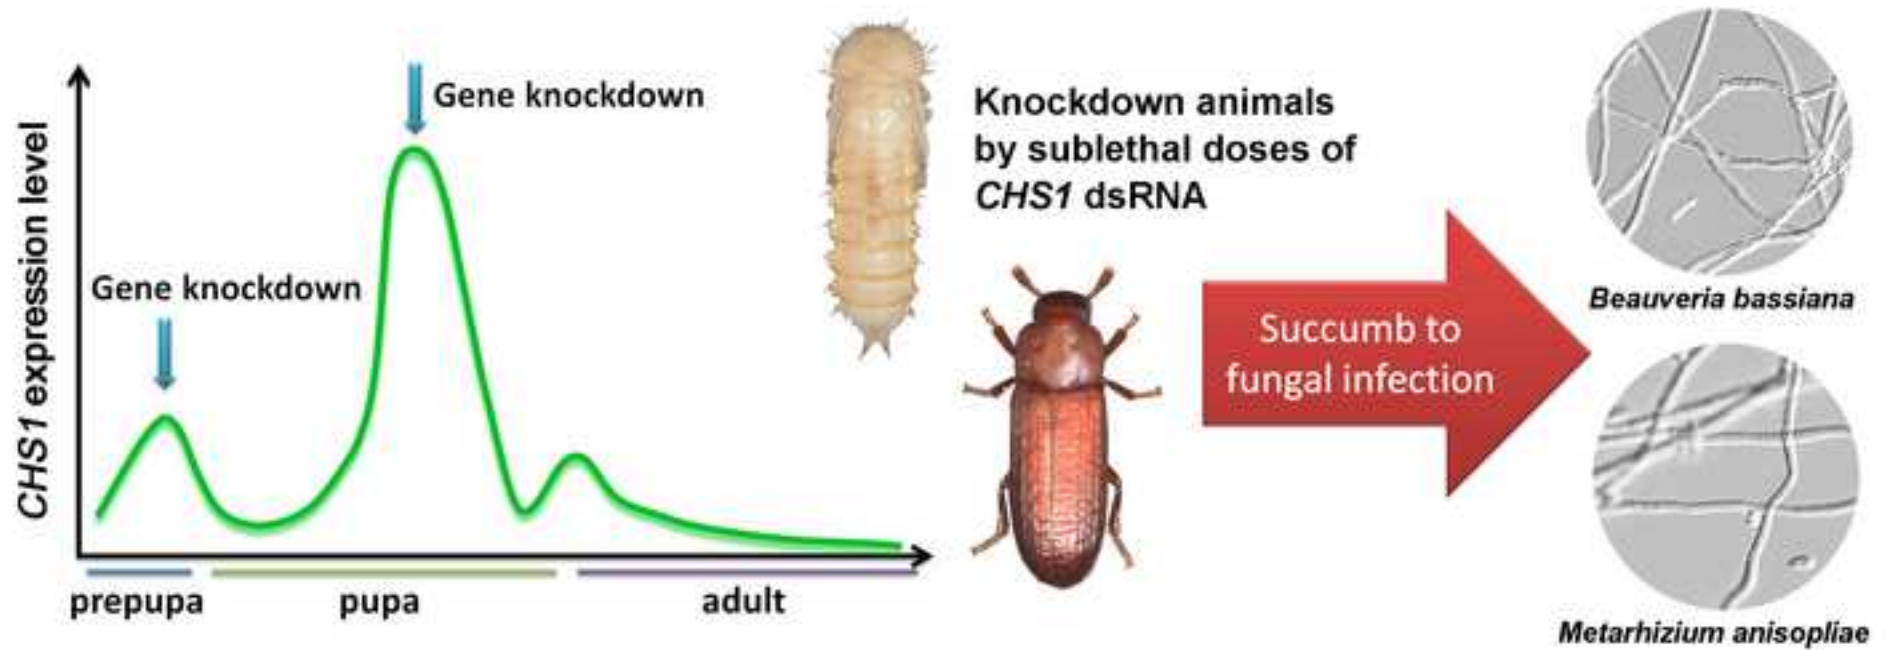 CHS1 expression level
Gene knockdown
Gene knockdown
prepupa
pupa
adult
Knockdown animals
by sublethal doses of
CHS1 dsRNA
Succumb to
fungal infection
Beauveria bassiana
Metarhizium anisopliae